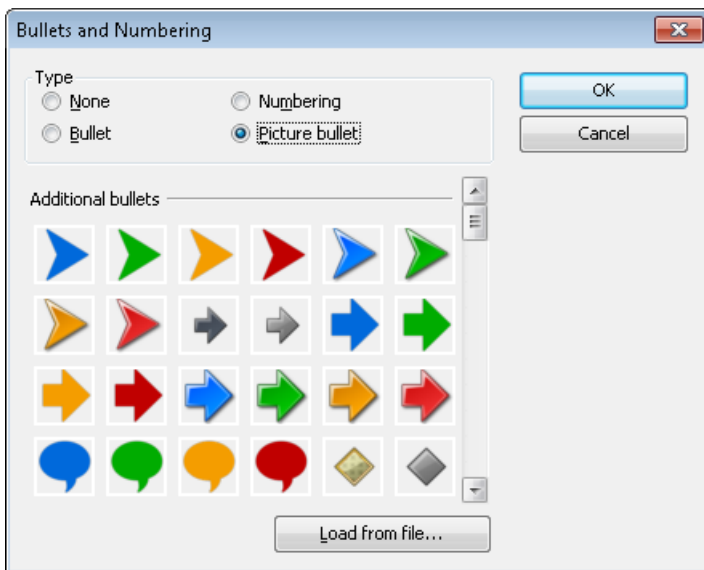 Bullets and Numbering
Type
None
Numbering
OK
Bullet
Picture bullet
Cancel
Additional bullets
Load from file...